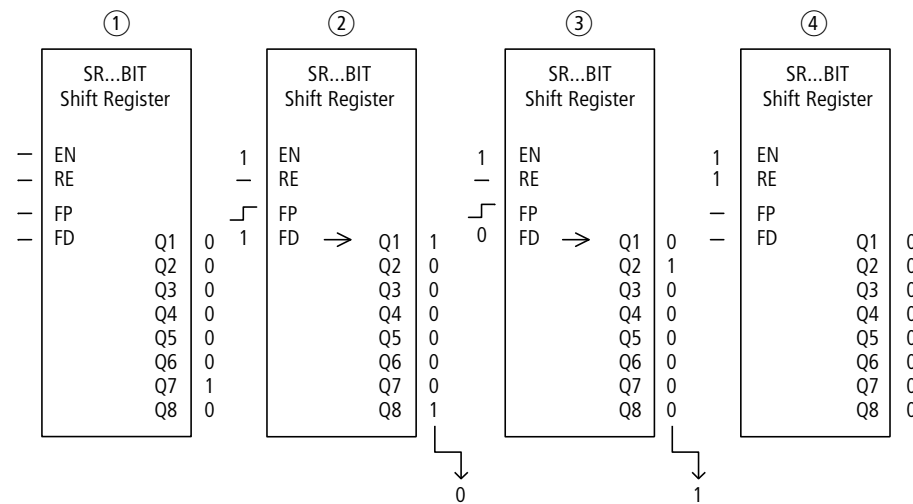 ①
SR...BIT
Shift Register
— EN
— RE
— FP
— FD
Q1 0
Q2 0
Q3 0
Q4 0
Q5 0
Q6 0
Q7 1
Q8 0
②
SR...BIT
Shift Register
1 EN
— RE
FP
1 FD → Q1 1
Q2 0
Q3 0
Q4 0
Q5 0
Q6 0
Q7 0
Q8 1
0
③
SR...BIT
Shift Register
1 EN
— RE
FP
0 FD → Q1 0
Q2 1
Q3 0
Q4 0
Q5 0
Q6 0
Q7 0
Q8 0
1
④
SR...BIT
Shift Register
1 EN
1 RE
— FP
— FD
Q1 0
Q2 0
Q3 0
Q4 0
Q5 0
Q6 0
Q7 0
Q8 0